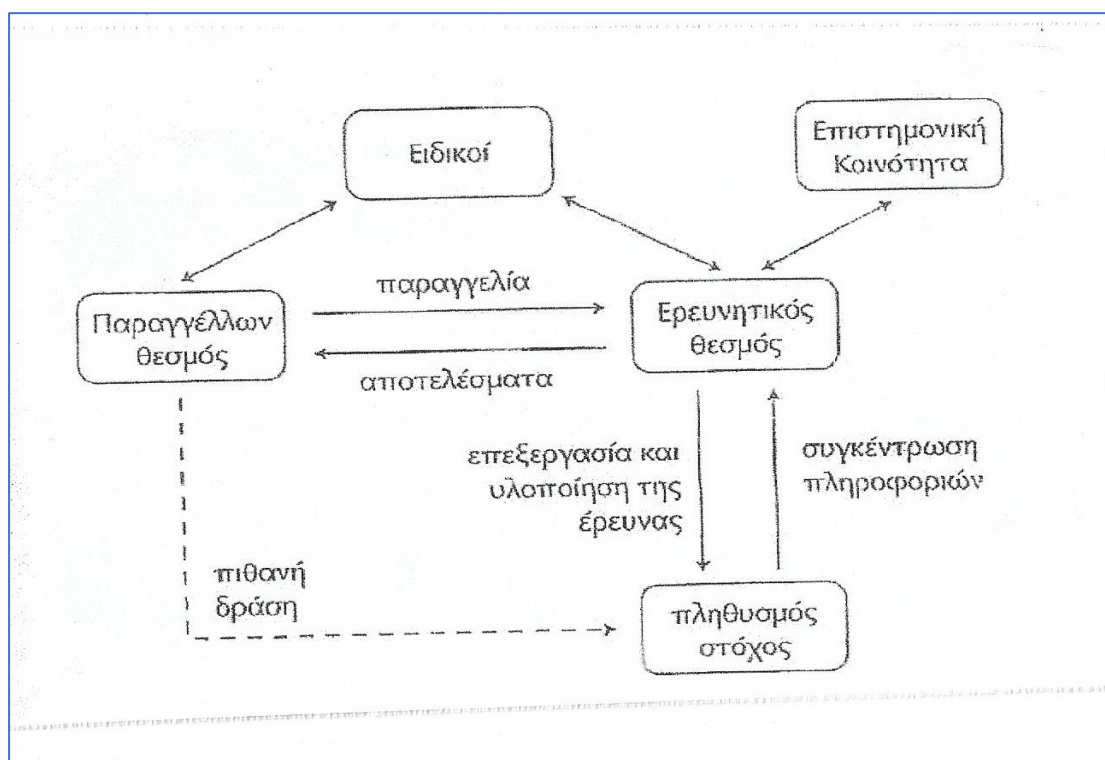 Ειδικοί
Επιστημονική
Κοινότητα
παραγγελία
Παραγγέλλων
θεσμός
Ερευνητικός
θεσμός
αποτελέσματα
επεξεργασία και
υλοποίηση της
έρευνας
συγκέντρωση
πληροφοριών
πιθανή
δράση
πληθυσμός
στόχος